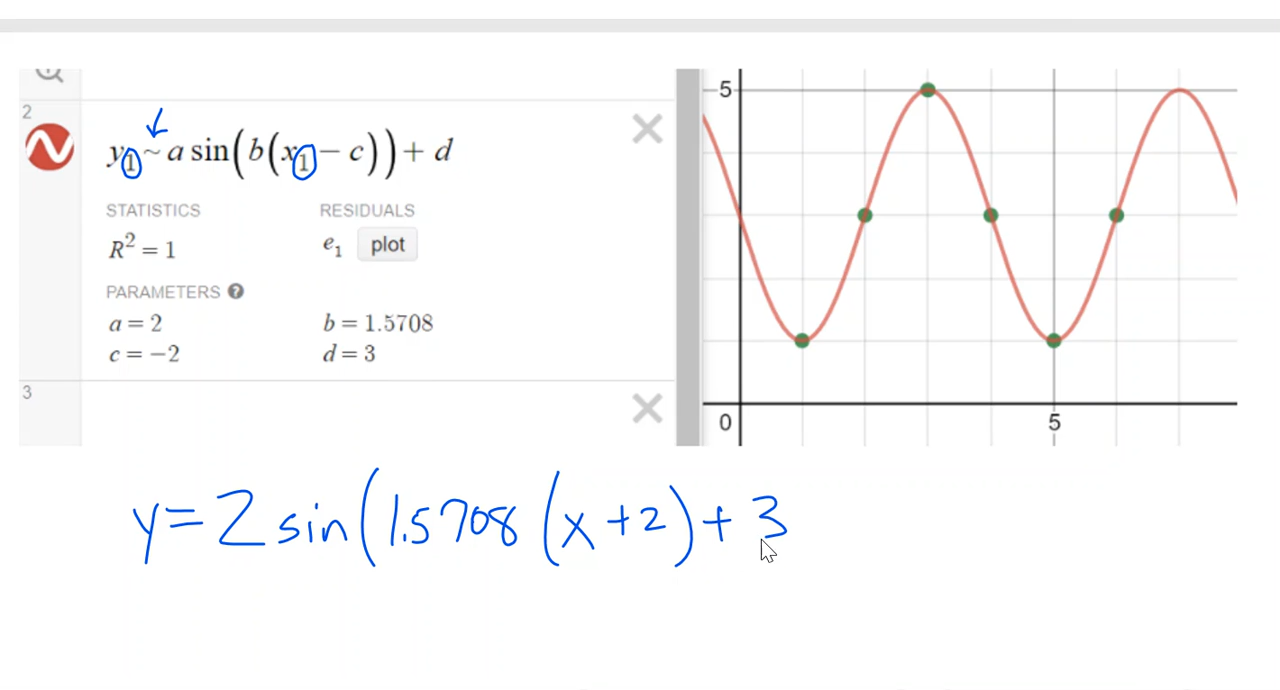 2
y₁ ~ a sin(b(x₁ − c)) + d
STATISTICS
RESIDUALS
R² = 1
e₁ plot
PARAMETERS ?
a = 2
b = 1.5708
c = −2
d = 3
3
5
0
5
y = 2 sin(1.5708(x+2)+3